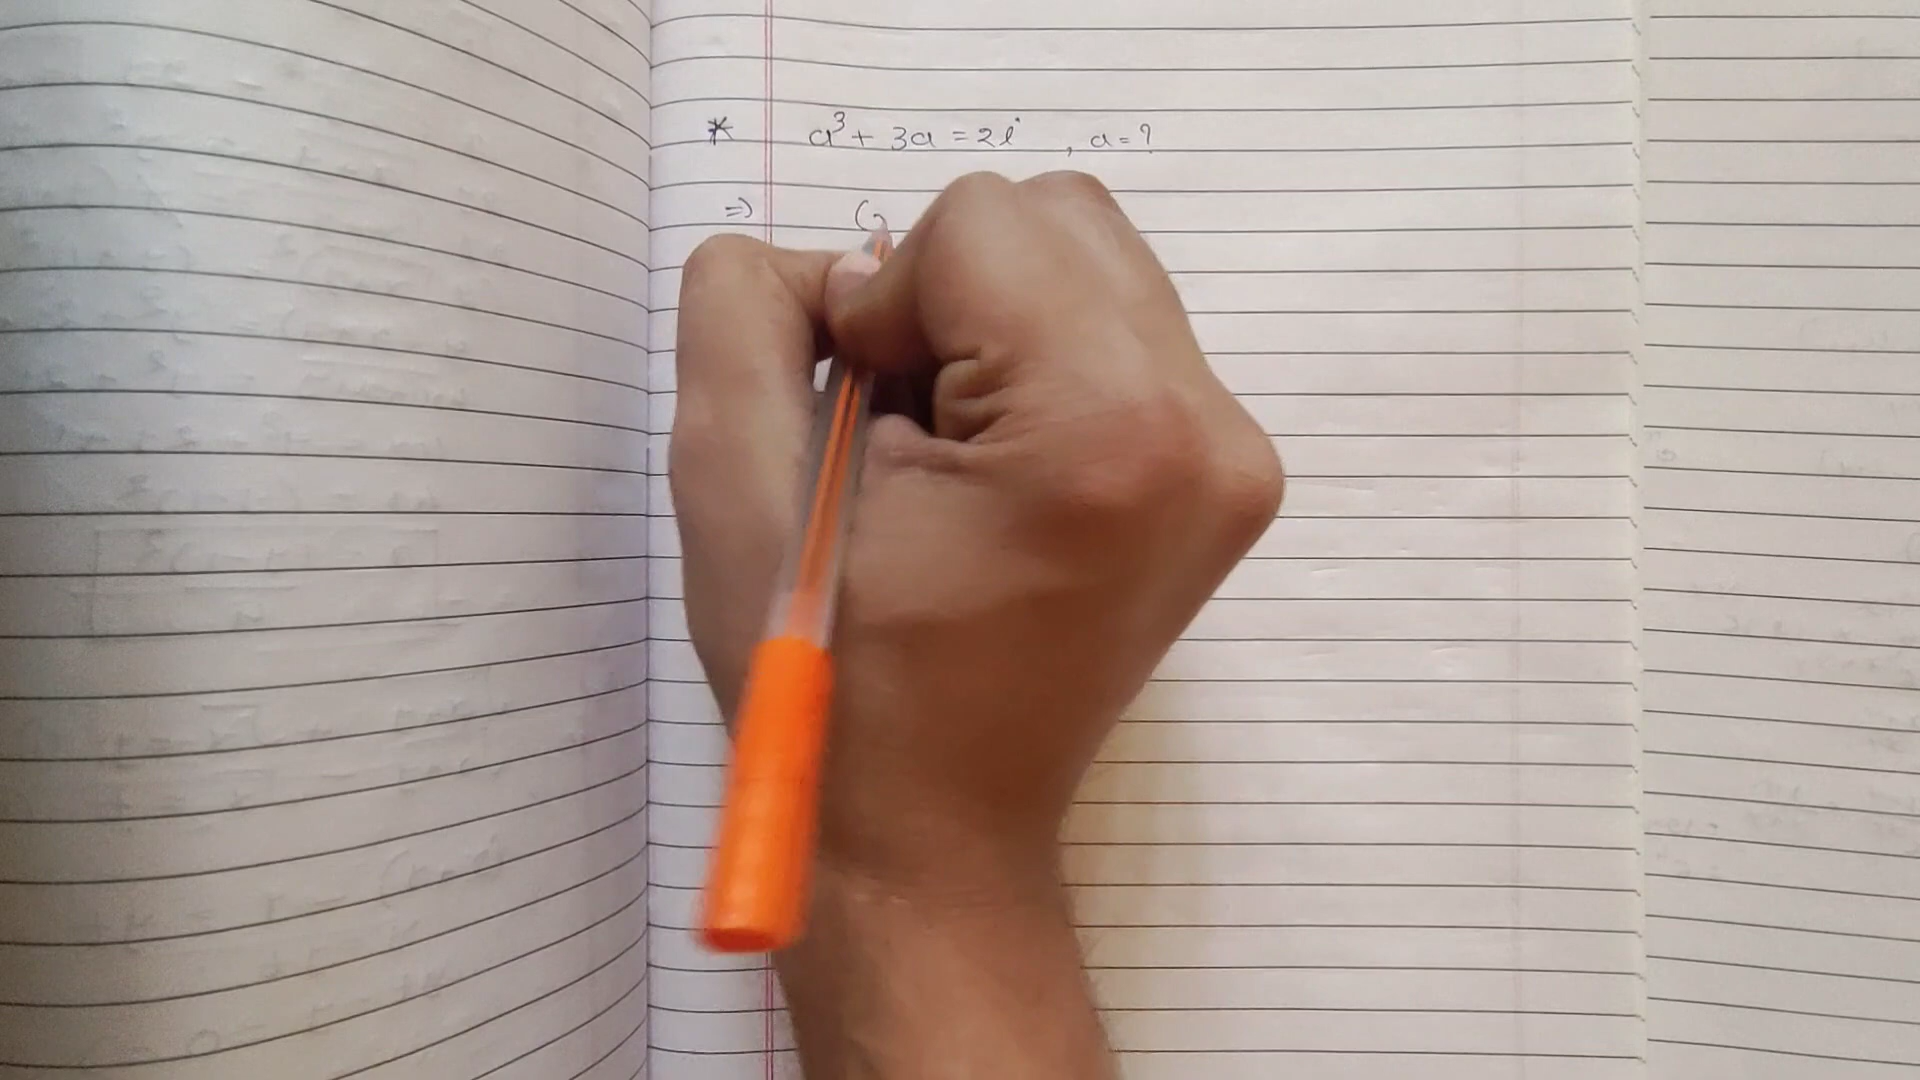 * a³ + 3a = 2i , a = ?
⇒ (